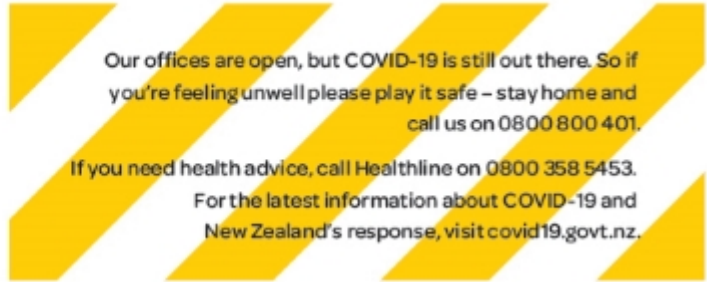 Our offices are open, but COVID-19 is still out there. So if
you're feeling unwell please play it safe – stay home and
call us on 0800 800 401.
If you need health advice, call Healthline on 0800 358 5453.
For the latest information about COVID-19 and
New Zealand's response, visit covid19.govt.nz.